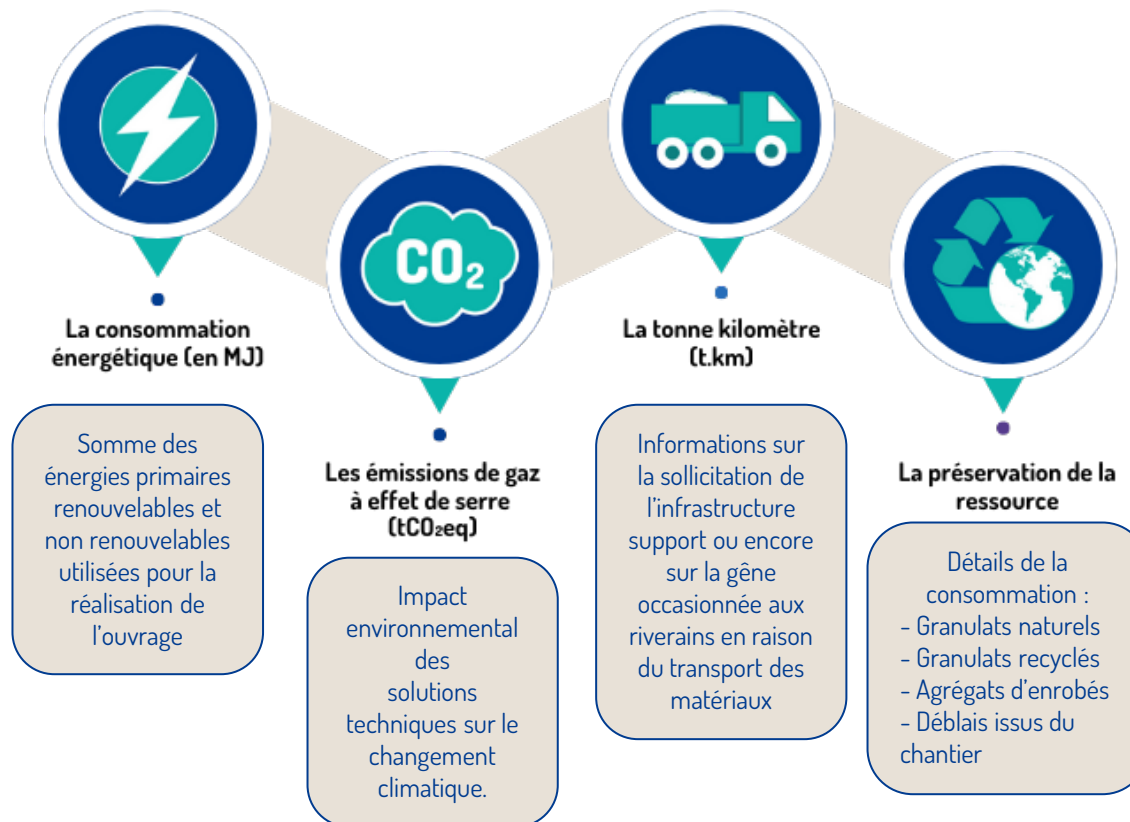 La consommation
énergétique (en MJ)
Somme des
énergies primaires
renouvelables et
non renouvelables
utilisées pour la
réalisation de
l'ouvrage
CO₂
Les émissions de gaz
à effet de serre
(tCO₂eq)
Impact
environnemental
des
solutions
techniques sur le
changement
climatique.
La tonne kilomètre
(t.km)
Informations sur
la sollicitation de
l'infrastructure
support ou encore
sur la gêne
occasionnée aux
riverains en raison
du transport des
matériaux
La préservation de la
ressource
Détails de la
consommation :
- Granulats naturels
- Granulats recyclés
- Agrégats d'enrobés
- Déblais issus du
chantier